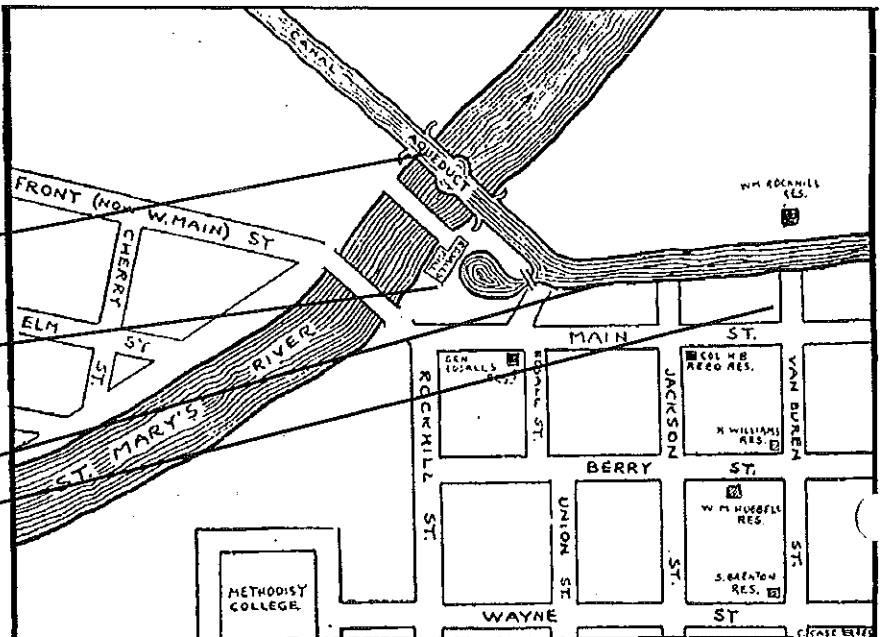 CANAL
AQUEDUCT
WM ROCKHILL
RES.
FRONT (NOW W. MAIN) ST
CHERRY
ST.
ELM
ST
ST. MARY'S RIVER
MAIN ST.
GEN
RES.
COL H B
REED RES.
ROCKHILL ST.
EDSALL ST.
JACKSON ST.
VAN BUREN ST.
WILLIAMS
RES.
BERRY ST.
UNION ST.
W M HUBBELL
RES.
METHODIST
COLLEGE
RES.
WAYNE ST